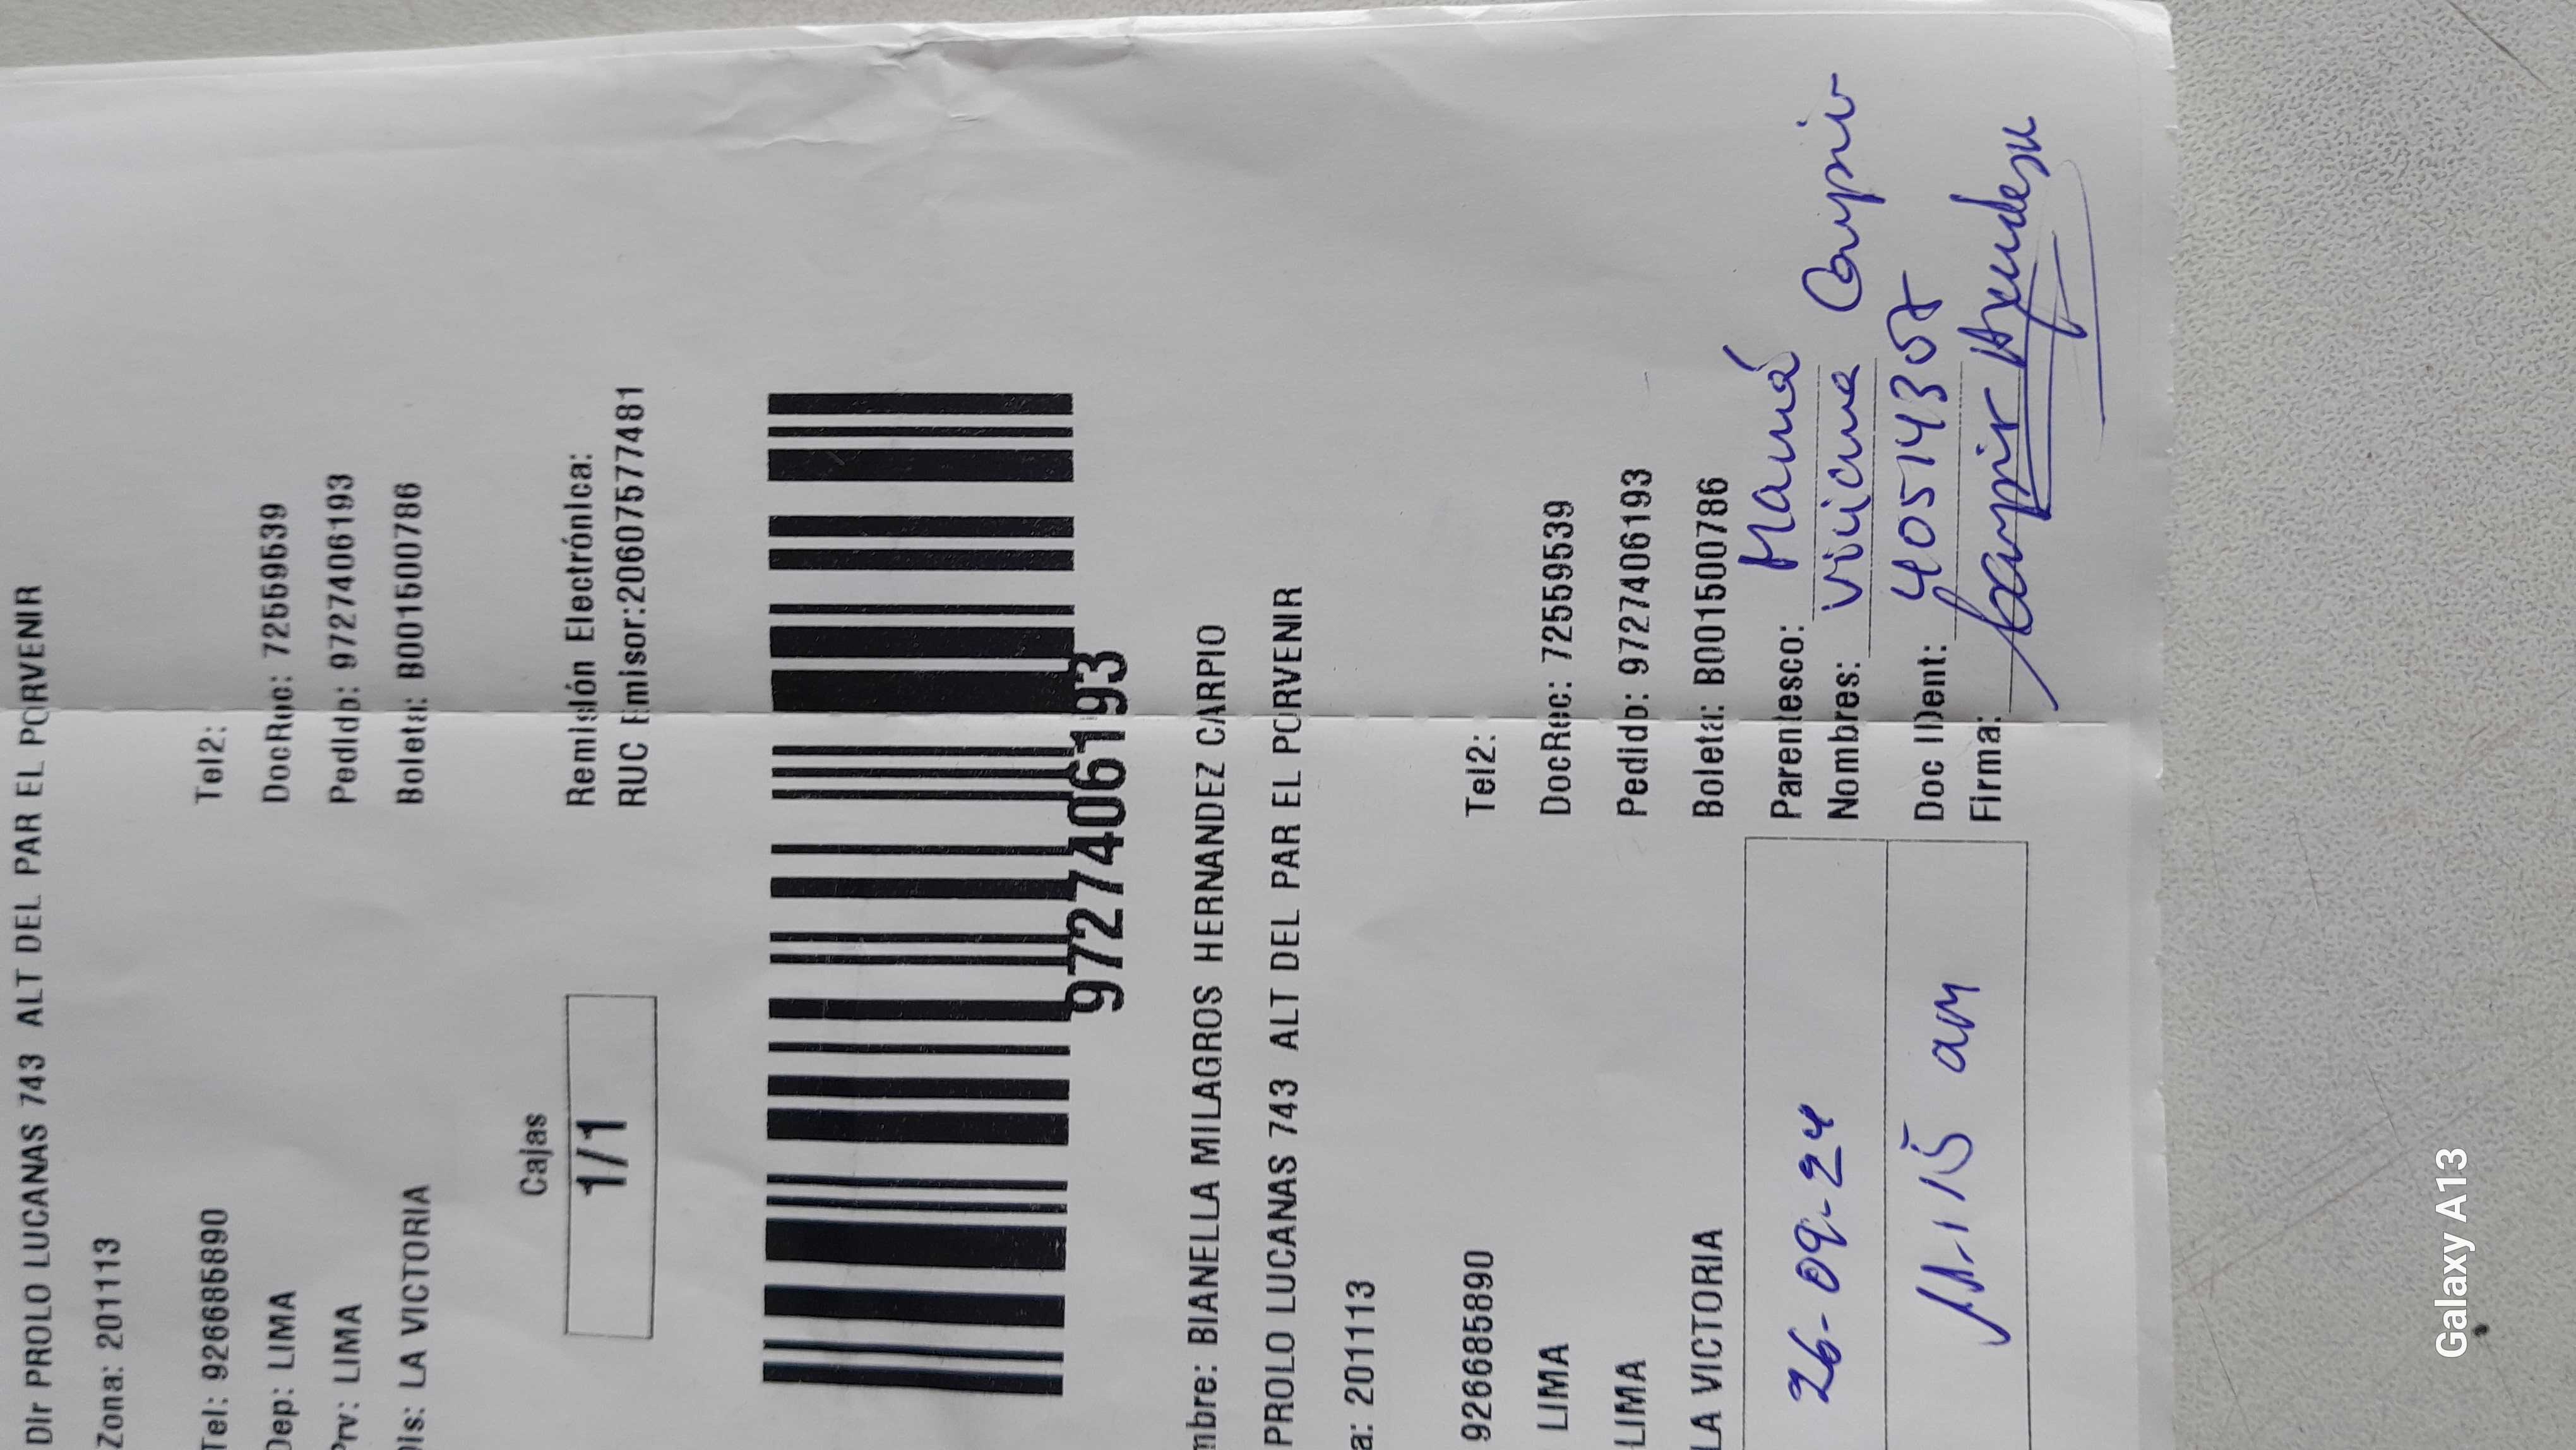 DIr PROLO LUCANAS 743 ALT DEL PAR EL PORVENIR
Zona: 201113
Tel: 926685890 Tel2:
Dep: LIMA DocRec: 72559539
Prv: LIMA Pedido: 9727406193
Dis: LA VICTORIA Boleta: B001500786
Cajas
1/1
Remisión Electrónica:
RUC Emisor:20607577481
9727406193
mbre: BIANELLA MILAGROS HERNANDEZ CARPIO
PROLO LUCANAS 743 ALT DEL PAR EL PORVENIR
a: 201113
926685890 Tel2:
LIMA DocRec: 72559539
LIMA Pedido: 9727406193
LA VICTORIA Boleta: B001500786
26-09-24
11-15 am
Parentesco: Mamá
Nombres: Viviana Carpio
Doc IDent: 40514307
Firma:
Galaxy A13